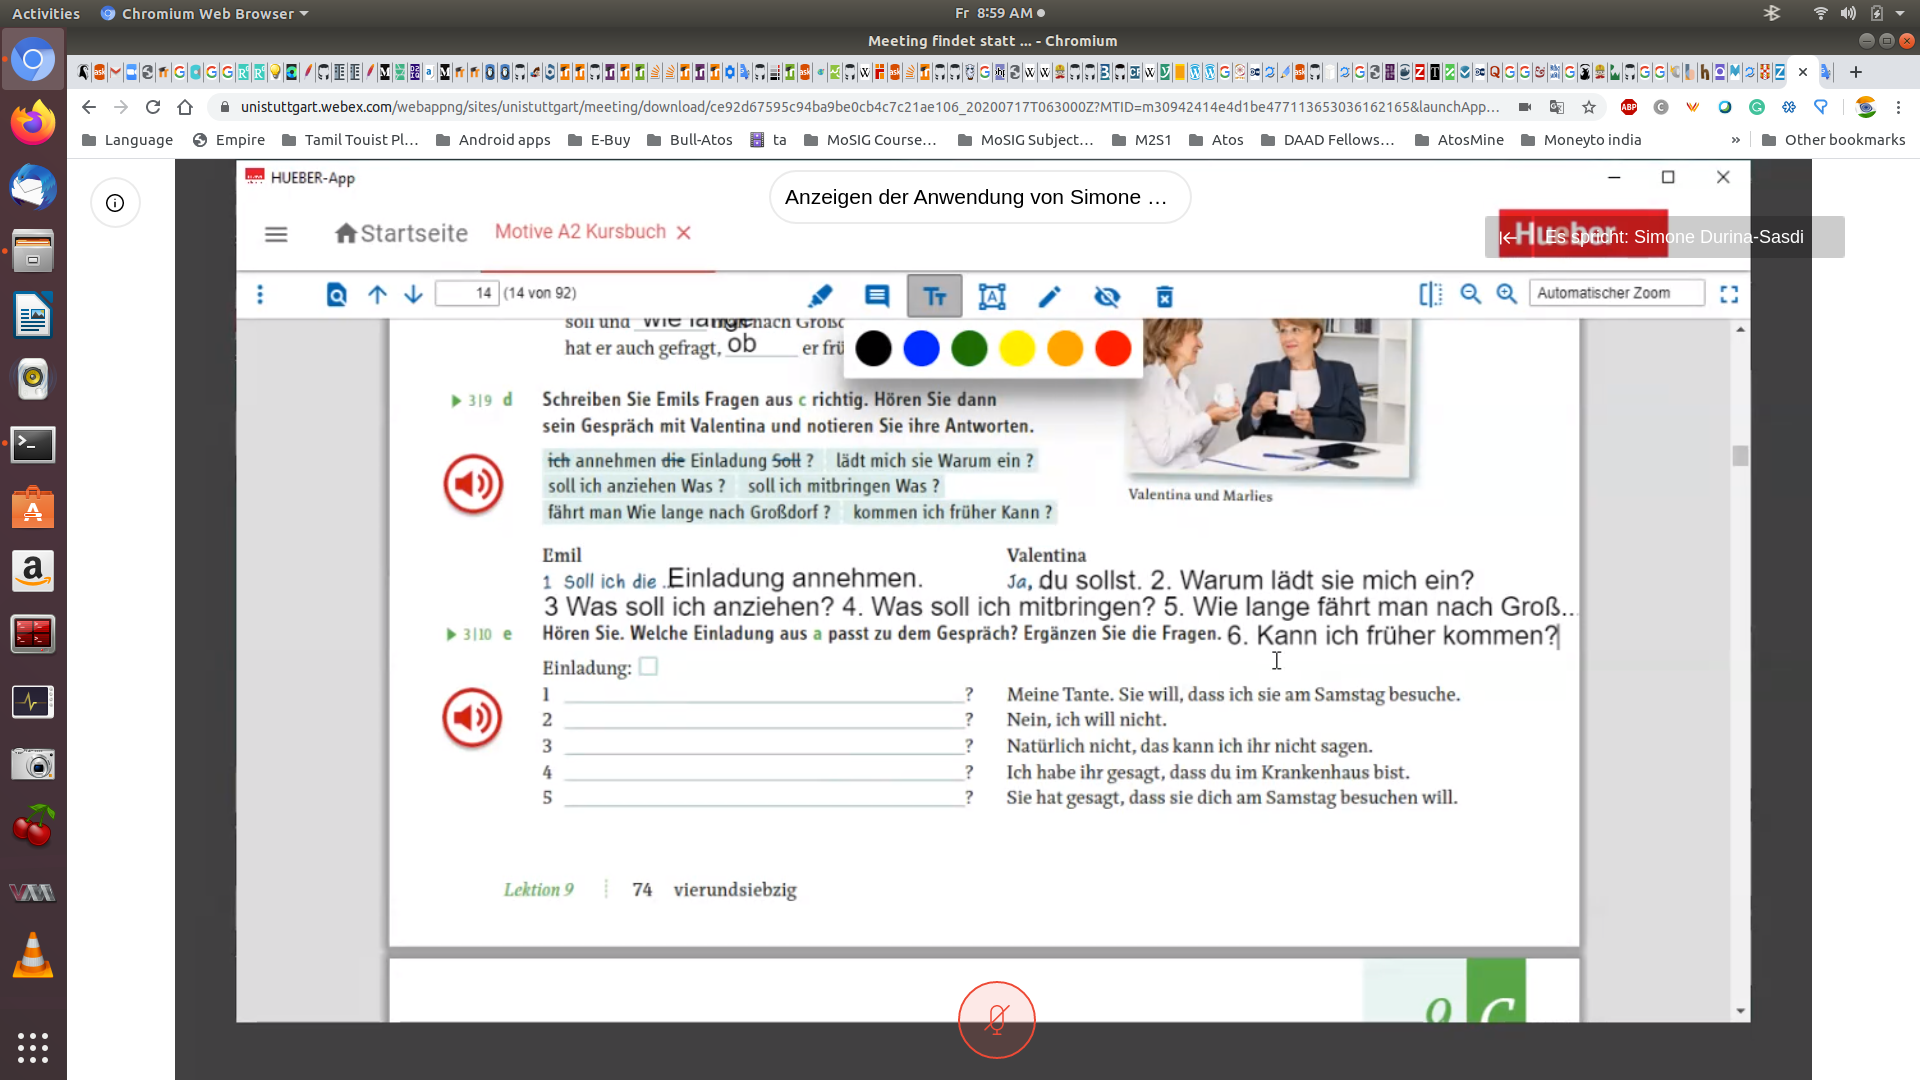 Activities Chromium Web Browser Fr 8:59 AM
Meeting findet statt ... - Chromium
unistuttgart.webex.com/webappng/sites/unistuttgart/meeting/download/ce92d67595c94ba9be0cb4c7c21ae106_20200717T063000Z?MTID=m30942414e4d1be477113653036162165&launchApp...
Language Empire Tamil Touist Pl... Android apps E-Buy Bull-Atos ta MoSIG Course... MoSIG Subject... M2S1 Atos DAAD Fellows... AtosMine Moneyto india » Other bookmarks
HUEBER-App
Anzeigen der Anwendung von Simone ...
Startseite Motive A2 Kursbuch
Hueber
Es spricht: Simone Durina-Sasdi
14 (14 von 92) Automatischer Zoom
soll und wie lange nach
hat er auch gefragt, ob er
3|9 d Schreiben Sie Emils Fragen aus c richtig. Hören Sie dann
sein Gespräch mit Valentina und notieren Sie ihre Antworten.
ich annehmen die Einladung Soll ? lädt mich sie Warum ein ?
soll ich anziehen Was ? soll ich mitbringen Was ?
fährt man Wie lange nach Großdorf ? kommen ich früher Kann ?
Valentina und Marlies
Emil Valentina
1 Soll ich die ... Einladung annehmen. Ja, du sollst. 2. Warum lädt sie mich ein?
3 Was soll ich anziehen? 4. Was soll ich mitbringen? 5. Wie lange fährt man nach Groß...
3|10 e Hören Sie. Welche Einladung aus a passt zu dem Gespräch? Ergänzen Sie die Fragen. 6. Kann ich früher kommen?
Einladung:
1 ? Meine Tante. Sie will, dass ich sie am Samstag besuche.
2 ? Nein, ich will nicht.
3 ? Natürlich nicht, das kann ich ihr nicht sagen.
4 ? Ich habe ihr gesagt, dass du im Krankenhaus bist.
5 ? Sie hat gesagt, dass sie dich am Samstag besuchen will.
Lektion 9 74 vierundsiebzig
9 C